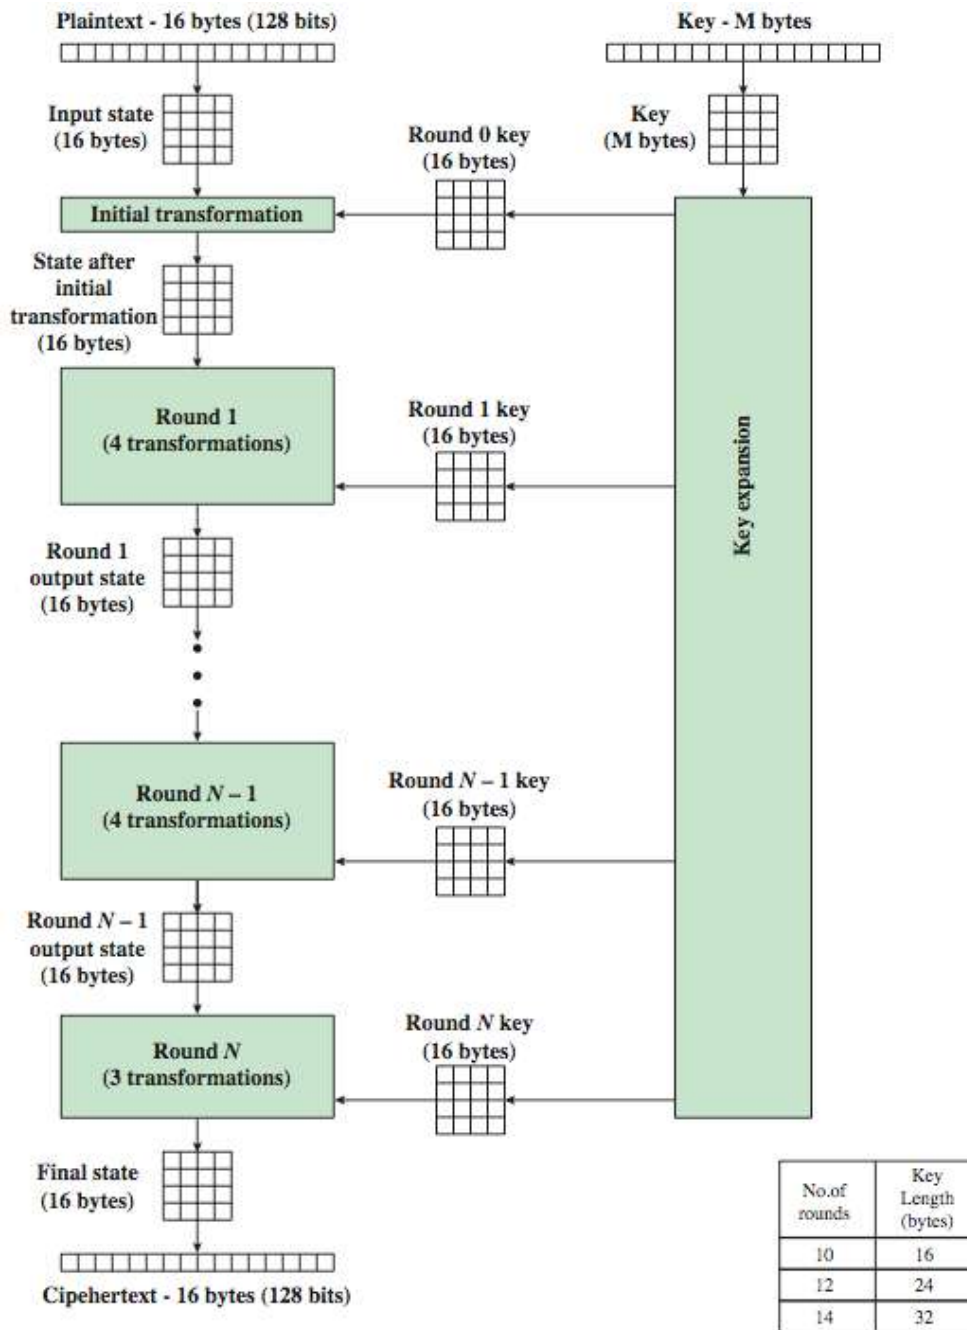 Plaintext - 16 bytes (128 bits)
Key - M bytes
Input state
(16 bytes)
Key
(M bytes)
Round 0 key
(16 bytes)
Initial transformation
State after
initial
transformation
(16 bytes)
Round 1
(4 transformations)
Round 1 key
(16 bytes)
Key expansion
Round 1
output state
(16 bytes)
Round N – 1
(4 transformations)
Round N – 1 key
(16 bytes)
Round N – 1
output state
(16 bytes)
Round N
(3 transformations)
Round N key
(16 bytes)
Final state
(16 bytes)
Cipehertext - 16 bytes (128 bits)
No.of
rounds
Key
Length
(bytes)
10 16
12 24
14 32